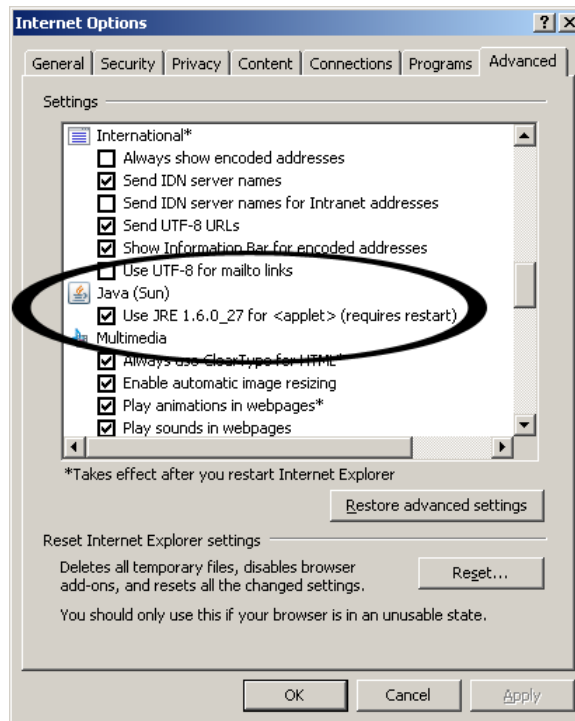 Internet Options
General Security Privacy Content Connections Programs Advanced
Settings
International*
Always show encoded addresses
Send IDN server names
Send IDN server names for Intranet addresses
Send UTF-8 URLs
Show Information Bar for encoded addresses
Use UTF-8 for mailto links
Java (Sun)
Use JRE 1.6.0_27 for <applet> (requires restart)
Multimedia
Always use ClearType for HTML*
Enable automatic image resizing
Play animations in webpages*
Play sounds in webpages
*Takes effect after you restart Internet Explorer
Restore advanced settings
Reset Internet Explorer settings
Deletes all temporary files, disables browser
add-ons, and resets all the changed settings.
Reset...
You should only use this if your browser is in an unusable state.
OK Cancel Apply